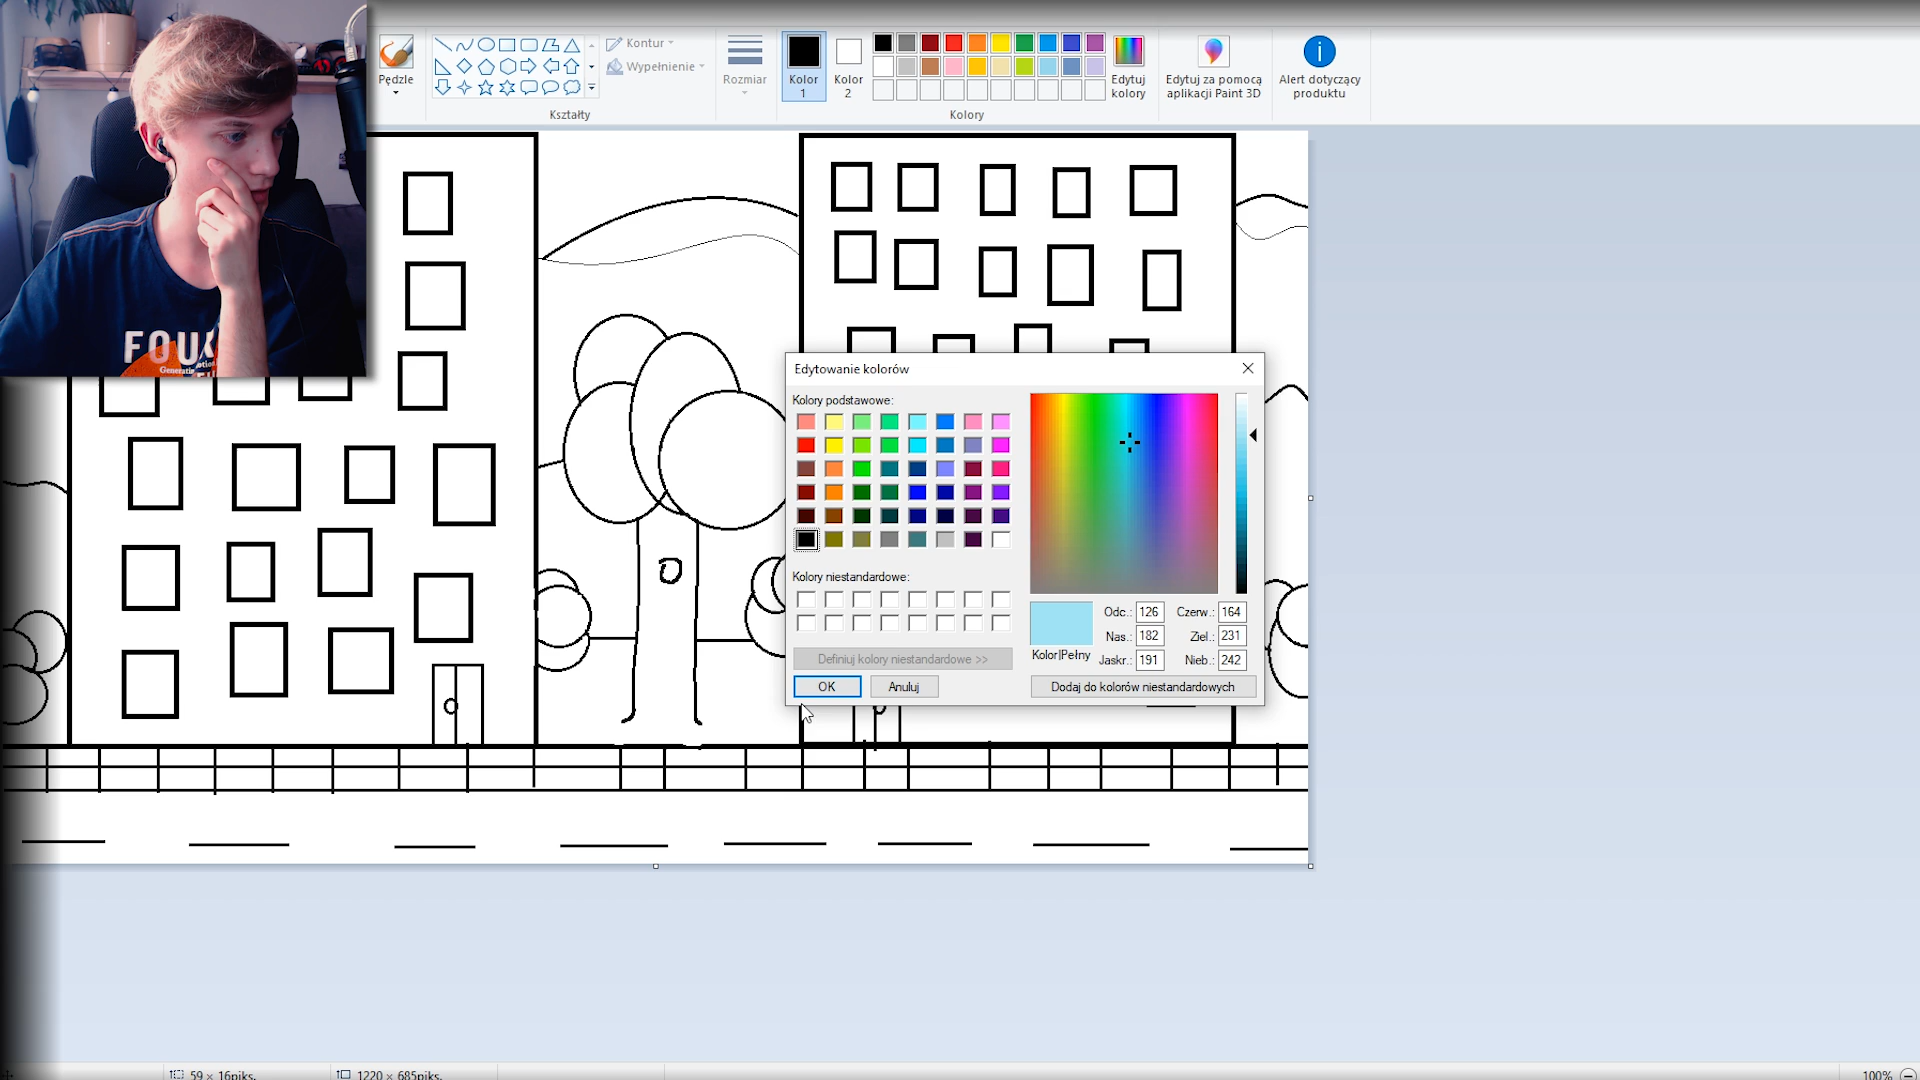 Pędzle
Kontur
Wypełnienie
Kształty
Rozmiar
Kolor
1
Kolor
2
Edytuj
kolory
Kolory
Edytuj za pomocą
aplikacji Paint 3D
Alert dotyczący
produktu
Edytowanie kolorów
Kolory podstawowe:
Kolory niestandardowe:
Definiuj kolory niestandardowe >>
OK
Anuluj
Kolor|Pełny
Odc.: 126
Nas.: 182
Jaskr.: 191
Czerw.: 164
Ziel.: 231
Nieb.: 242
Dodaj do kolorów niestandardowych
59 × 16piks.
1220 × 685piks.
100%